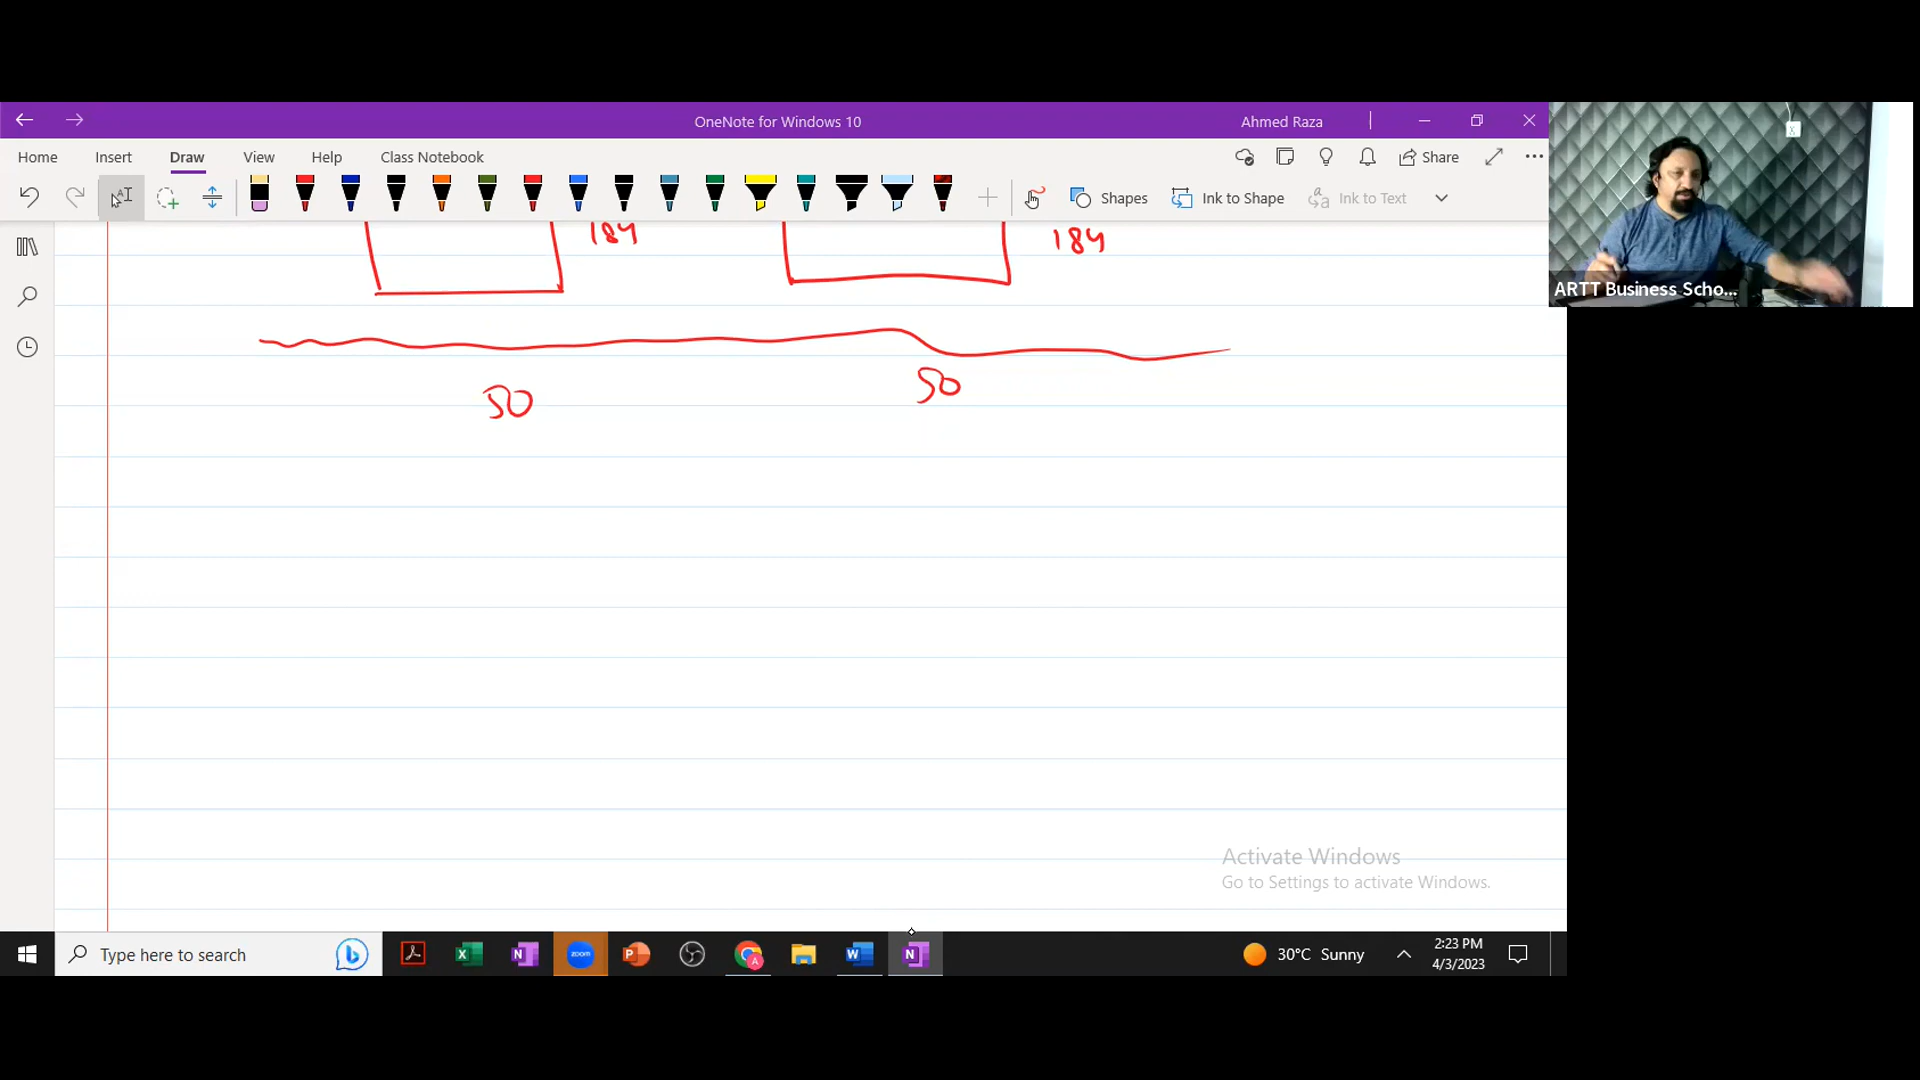 OneNote for Windows 10
Ahmed Raza
Home
Insert
Draw
View
Help
Class Notebook
Share
Shapes
Ink to Shape
Ink to Text
184
184
50
50
ARTT Business Scho...
Activate Windows
Go to Settings to activate Windows.
Type here to search
zoom
30°C Sunny
2:23 PM
4/3/2023